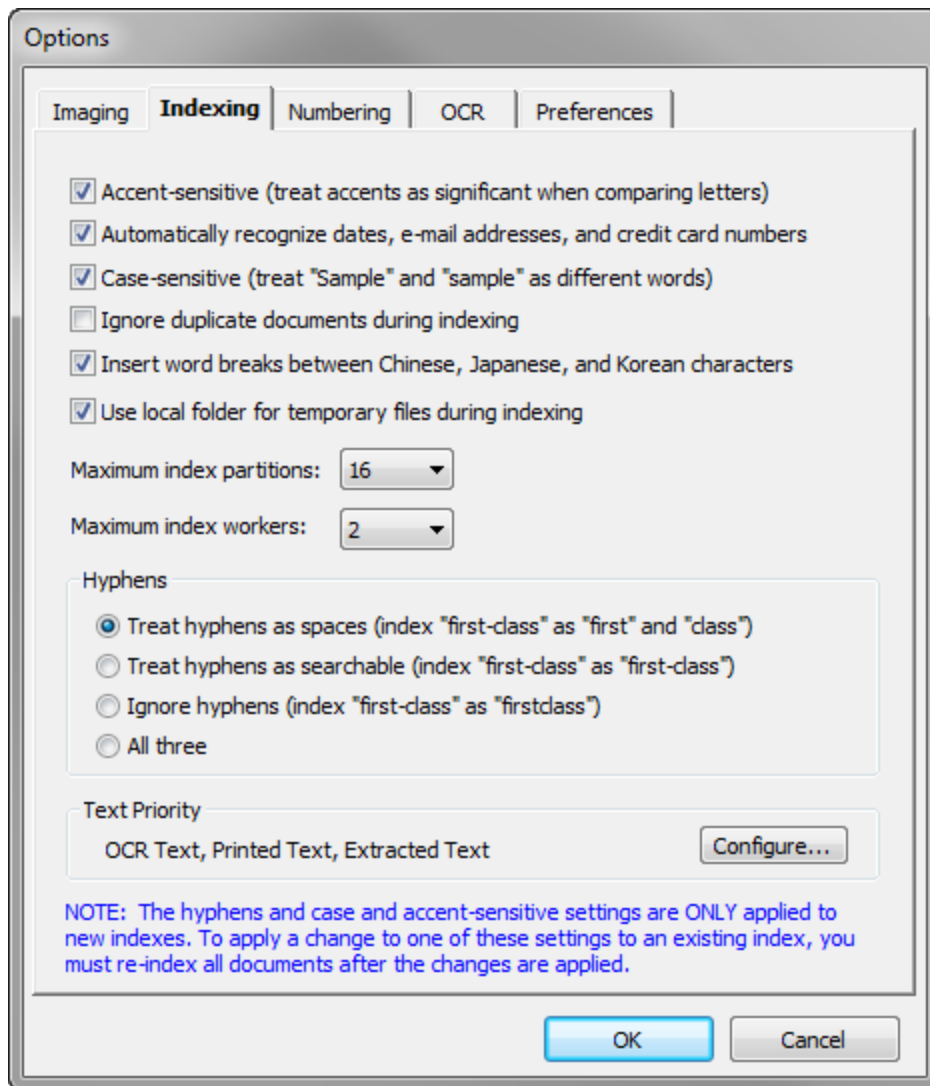 Options
Imaging
Indexing
Numbering
OCR
Preferences
Accent-sensitive (treat accents as significant when comparing letters)
Automatically recognize dates, e-mail addresses, and credit card numbers
Case-sensitive (treat "Sample" and "sample" as different words)
Ignore duplicate documents during indexing
Insert word breaks between Chinese, Japanese, and Korean characters
Use local folder for temporary files during indexing
Maximum index partitions: 16
Maximum index workers: 2
Hyphens
Treat hyphens as spaces (index "first-class" as "first" and "class")
Treat hyphens as searchable (index "first-class" as "first-class")
Ignore hyphens (index "first-class" as "firstclass")
All three
Text Priority
OCR Text, Printed Text, Extracted Text
Configure...
NOTE:  The hyphens and case and accent-sensitive settings are ONLY applied to
new indexes. To apply a change to one of these settings to an existing index, you
must re-index all documents after the changes are applied.
OK
Cancel